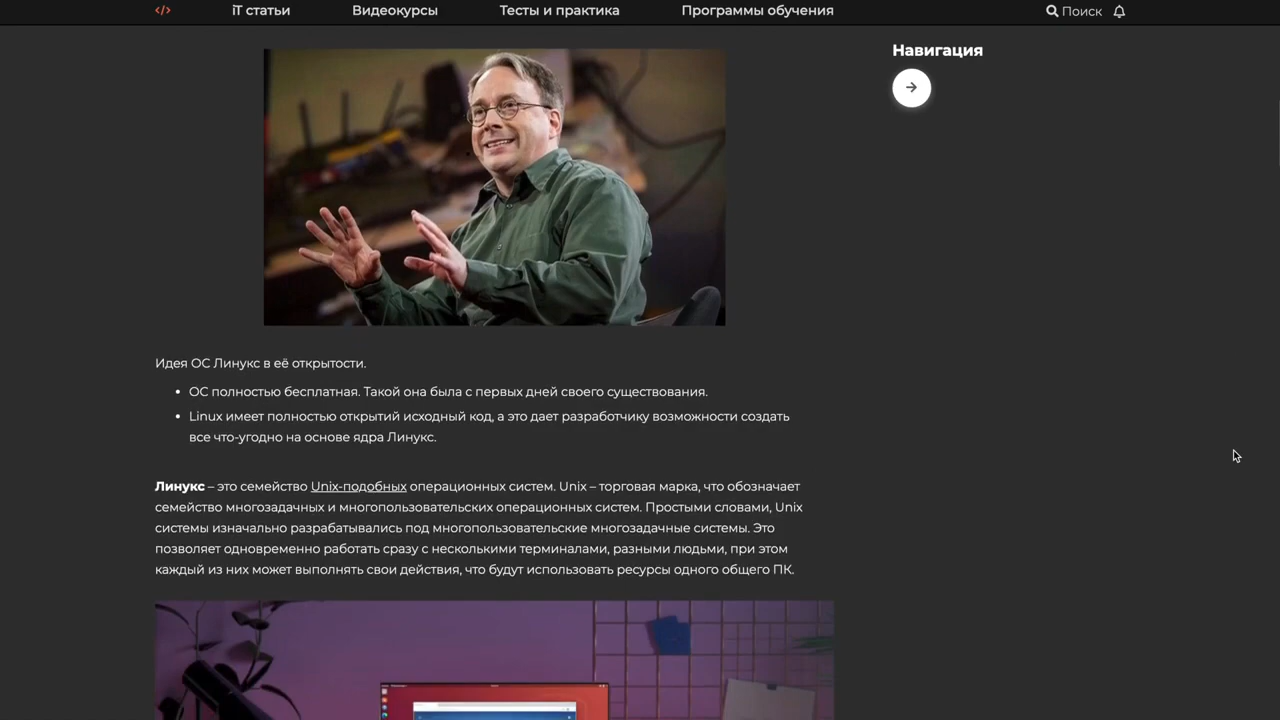 </> iT статьи Видеокурсы Тесты и практика Программы обучения Поиск
Навигация
Идея ОС Линукс в её открытости.
• ОС полностью бесплатная. Такой она была с первых дней своего существования.
• Linux имеет полностью открытий исходный код, а это дает разработчику возможности создать
все что-угодно на основе ядра Линукс.
Линукс – это семейство Unix-подобных операционных систем. Unix – торговая марка, что обозначает
семейство многозадачных и многопользовательских операционных систем. Простыми словами, Unix
системы изначально разрабатывались под многопользовательские многозадачные системы. Это
позволяет одновременно работать сразу с несколькими терминалами, разными людьми, при этом
каждый из них может выполнять свои действия, что будут использовать ресурсы одного общего ПК.